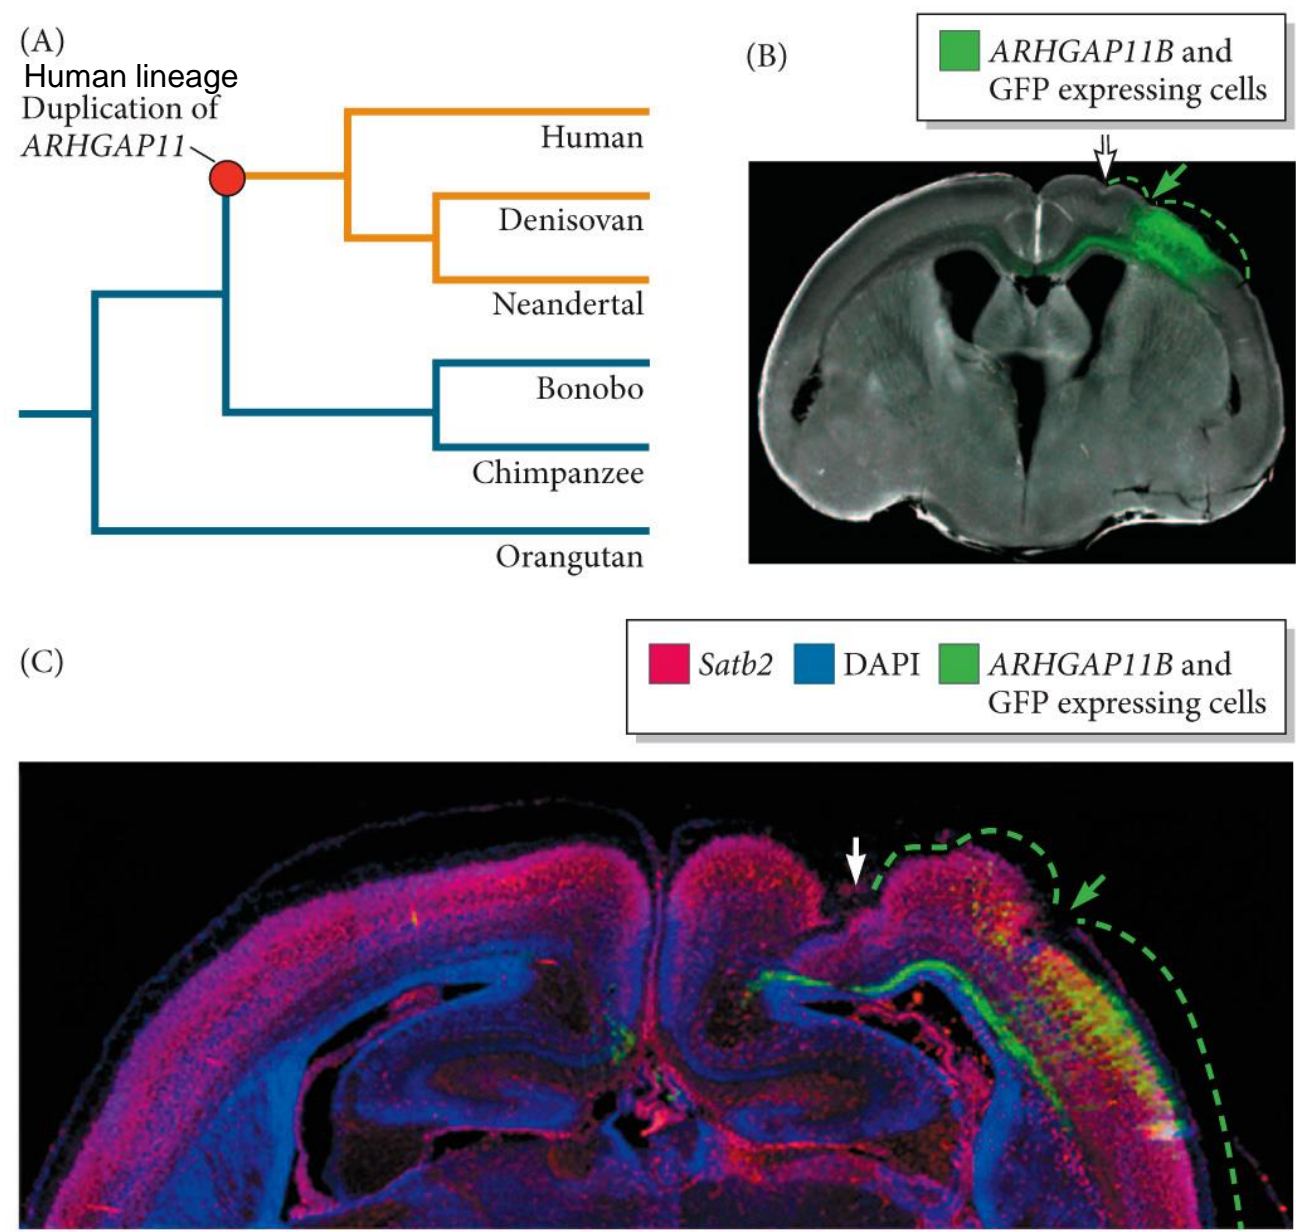 (A)
Human lineage
Duplication of
ARHGAP11
Human
Denisovan
Neandertal
Bonobo
Chimpanzee
Orangutan
(B)
ARHGAP11B and
GFP expressing cells
(C)
Satb2 DAPI ARHGAP11B and
GFP expressing cells